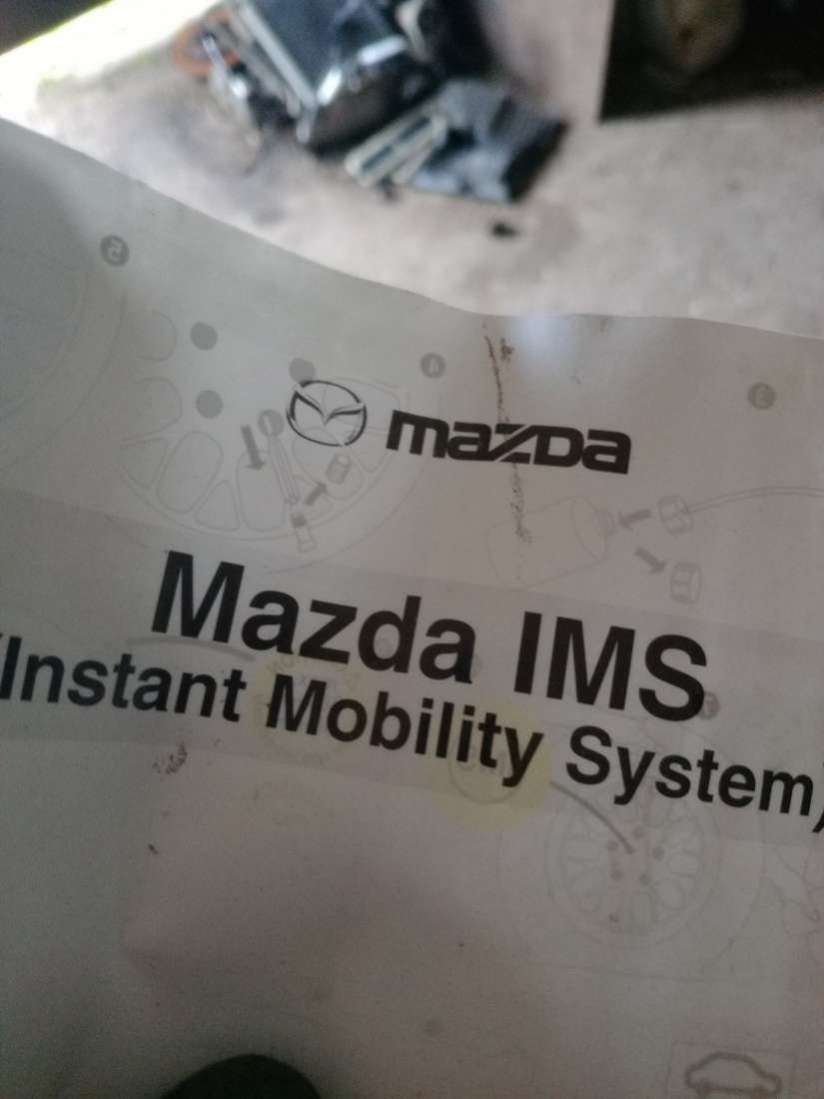 mazda
Mazda IMS
(Instant Mobility System)